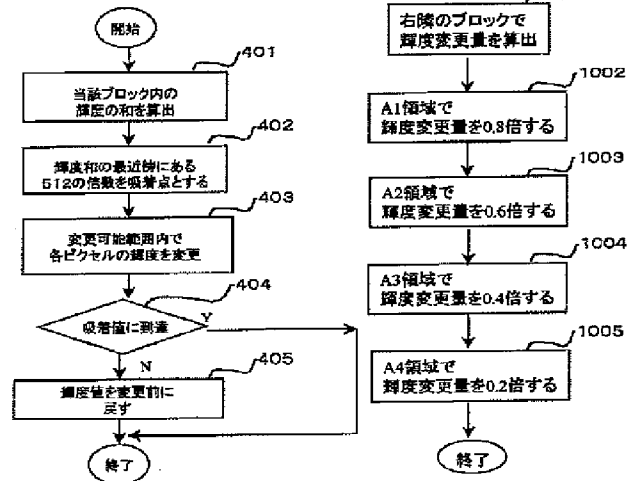 開始
401
当該ブロック内の
輝度の和を算出
402
輝度和の最近傍にある
512の倍数を吸着点とする
403
変更可能範囲内で
各ピクセルの輝度を変更
404
吸着値に到達
Y
N
405
輝度値を変更前に
戻す
終了
右隣のブロックで
輝度変更量を算出
1002
A1領域で
輝度変更量を0.8倍する
1003
A2領域で
輝度変更量を0.6倍する
1004
A3領域で
輝度変更量を0.4倍する
1005
A4領域で
輝度変更量を0.2倍する
終了